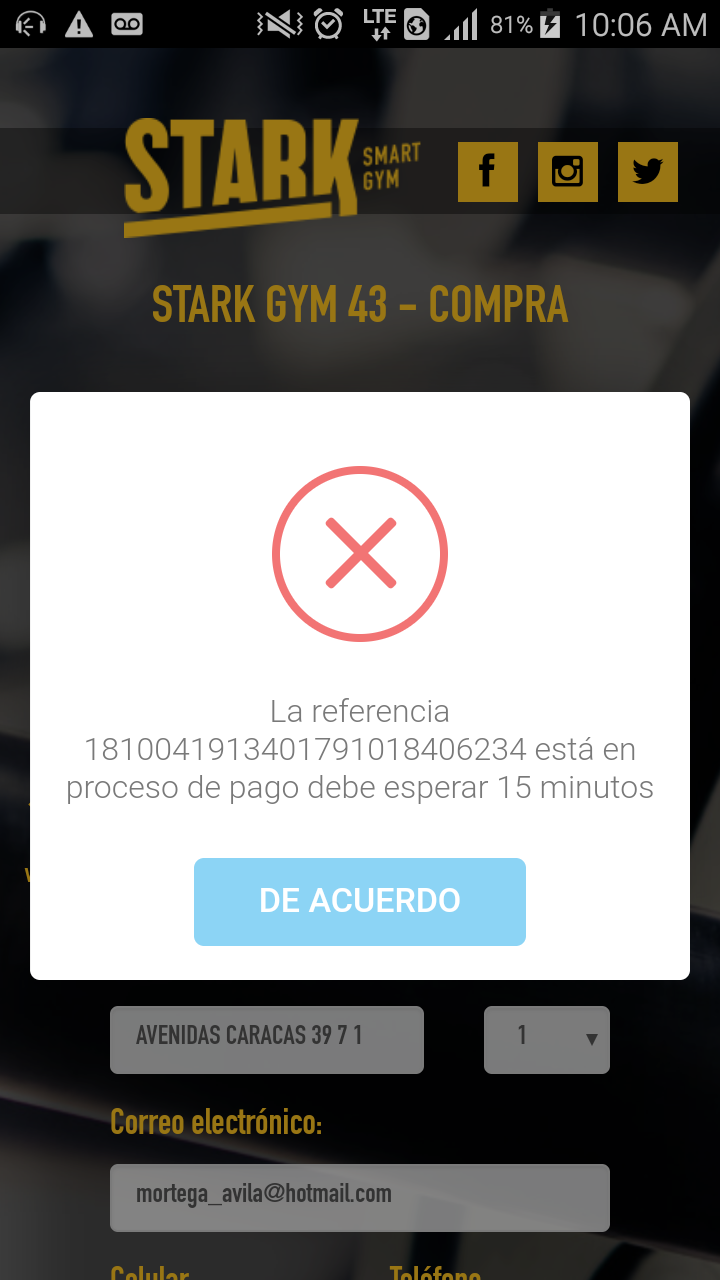 LTE 81% 10:06 AM
STARK SMART GYM
STARK GYM 43 - COMPRA
La referencia
1810041913401791018406234 está en
proceso de pago debe esperar 15 minutos
DE ACUERDO
AVENIDAS CARACAS 39 7 1 1
Correo electrónico:
mortega_avila@hotmail.com
Celular Teléfono